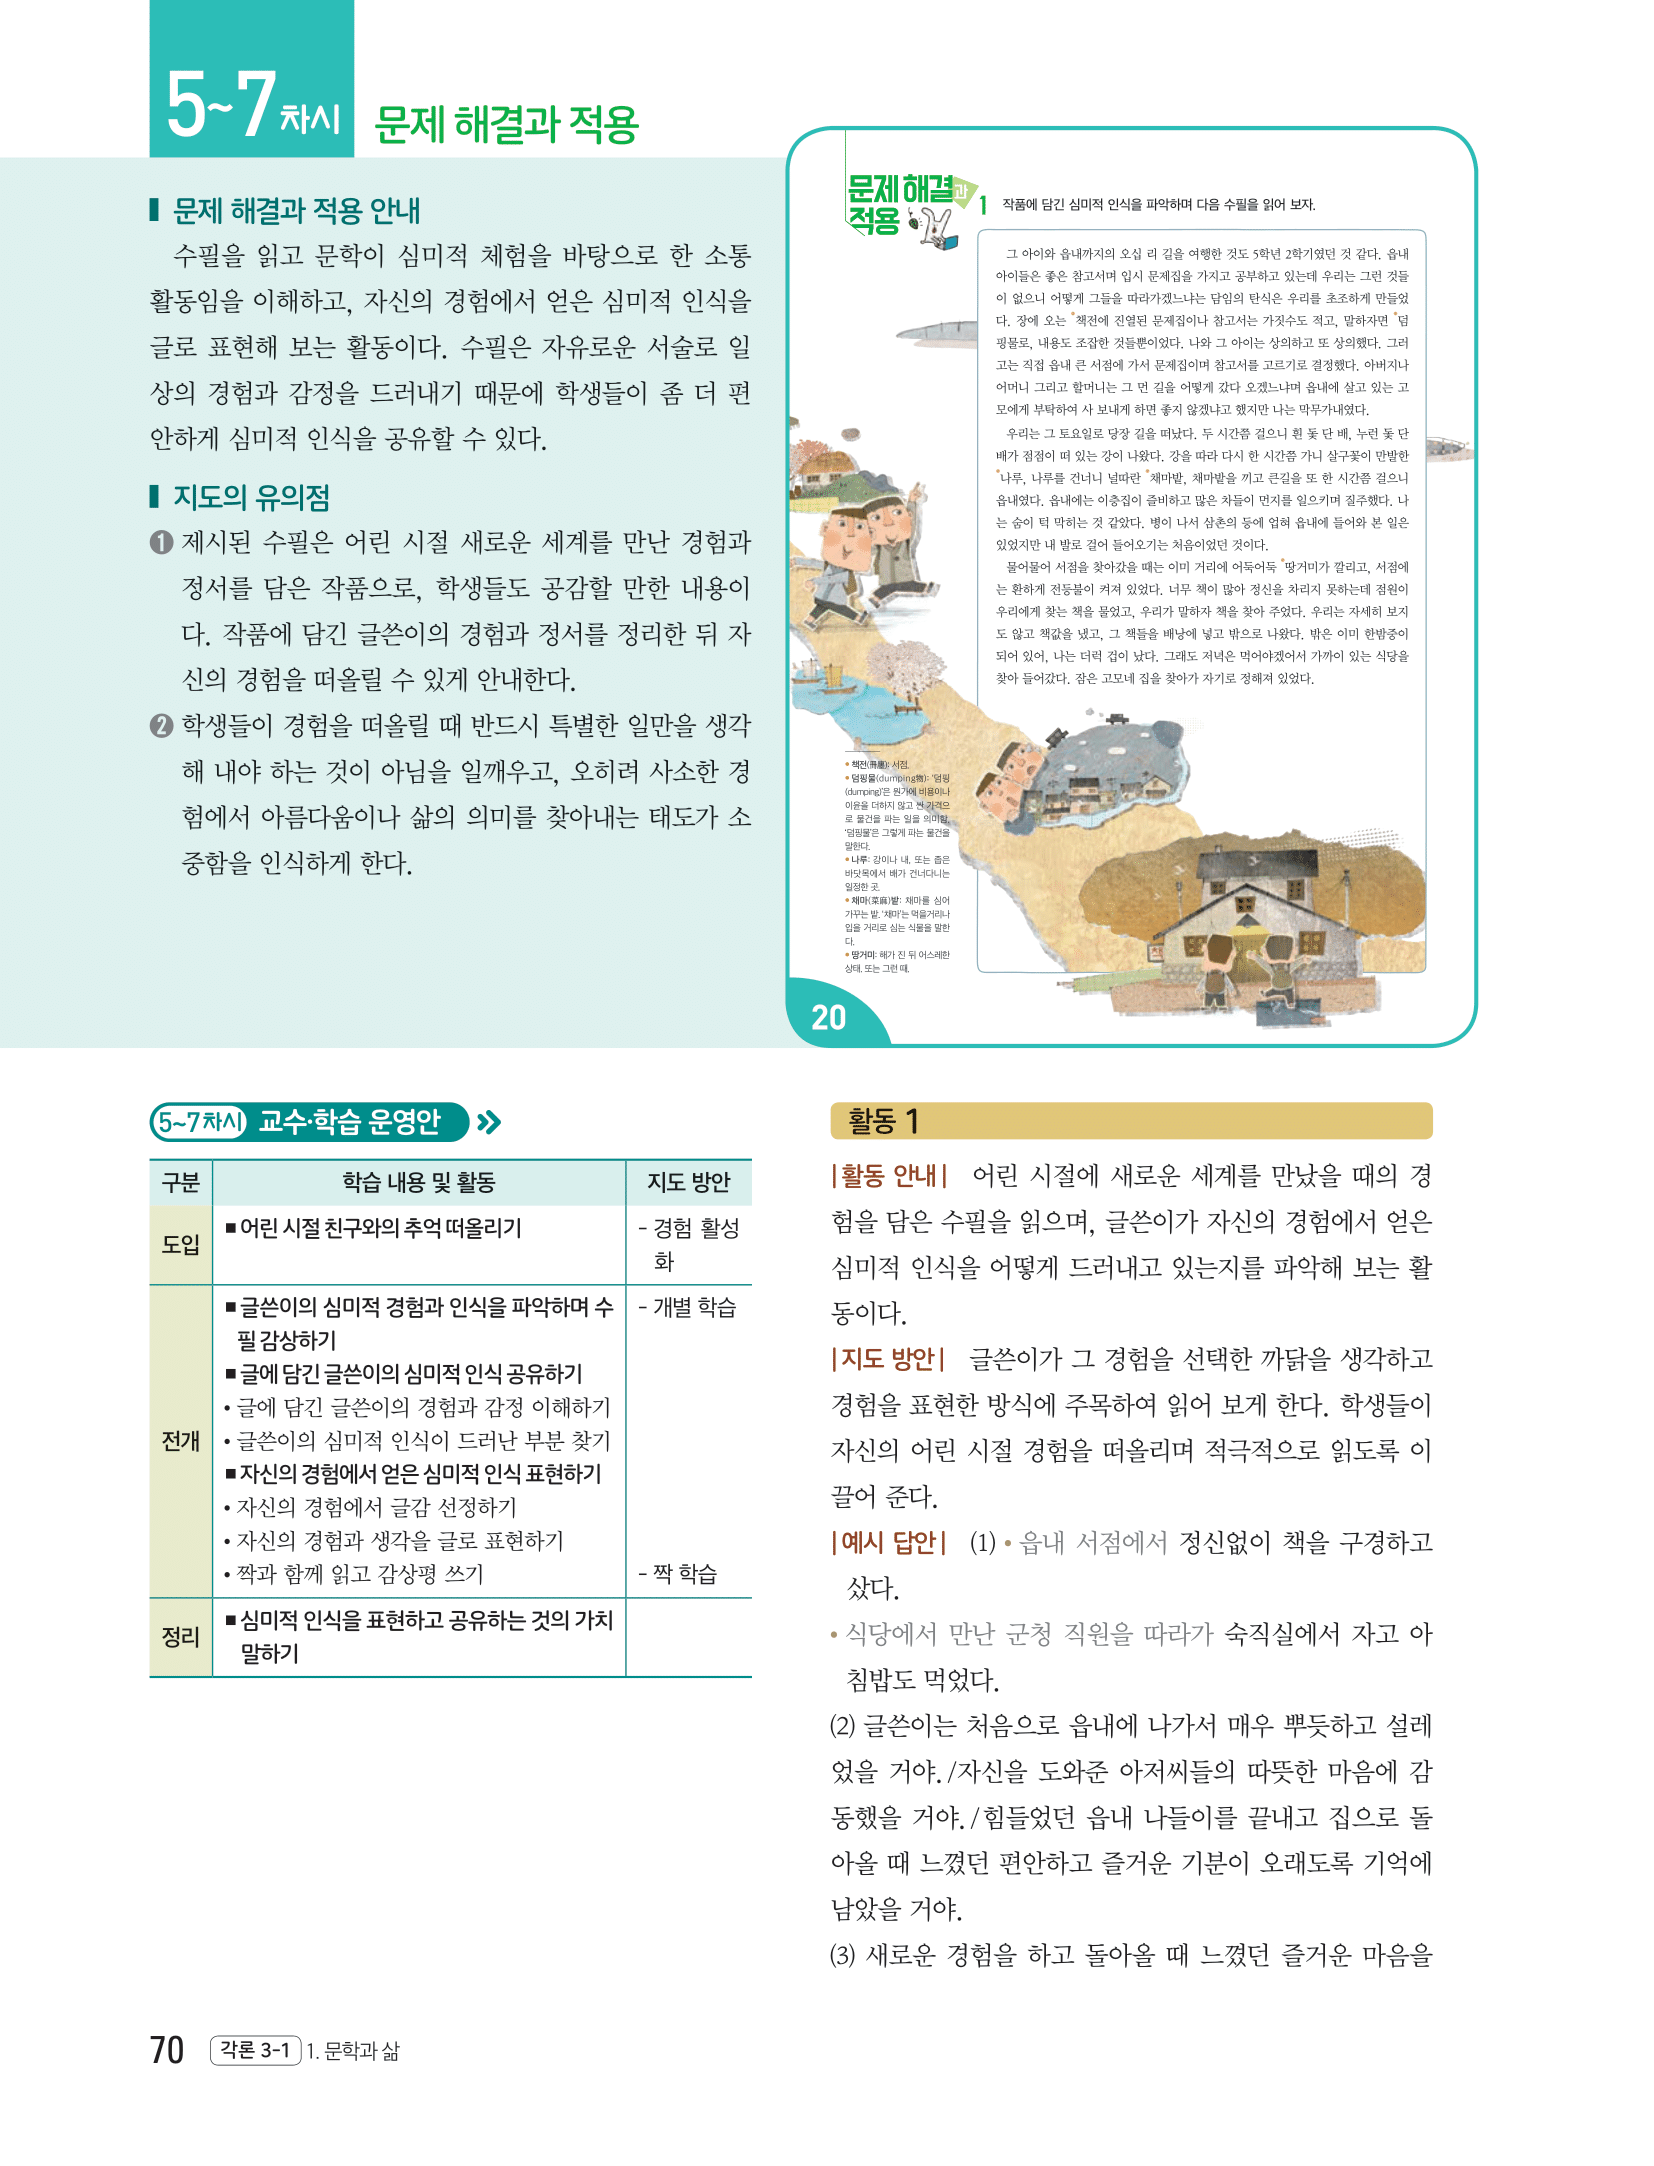 5~7차시
문제 해결과 적용
문제 해결과 적용 안내
수필을 읽고 문학이 심미적 체험을 바탕으로 한 소통
활동임을 이해하고, 자신의 경험에서 얻은 심미적 인식을
글로 표현해 보는 활동이다. 수필은 자유로운 서술로 일
상의 경험과 감정을 드러내기 때문에 학생들이 좀 더 편
안하게 심미적 인식을 공유할 수 있다.
지도의 유의점
❶ 제시된 수필은 어린 시절 새로운 세계를 만난 경험과
정서를 담은 작품으로, 학생들도 공감할 만한 내용이
다. 작품에 담긴 글쓴이의 경험과 정서를 정리한 뒤 자
신의 경험을 떠올릴 수 있게 안내한다.
❷ 학생들이 경험을 떠올릴 때 반드시 특별한 일만을 생각
해 내야 하는 것이 아님을 일깨우고, 오히려 사소한 경
험에서 아름다움이나 삶의 의미를 찾아내는 태도가 소
중함을 인식하게 한다.
문제 해결과
적용
1 작품에 담긴 심미적 인식을 파악하며 다음 수필을 읽어 보자.
그 아이와 읍내까지의 오십 리 길을 여행한 것도 5학년 2학기였던 것 같다. 읍내
아이들은 좋은 참고서며 입시 문제집을 가지고 공부하고 있는데 우리는 그런 것들
이 없으니 어떻게 그들을 따라가겠느냐는 담임의 탄식은 우리를 초조하게 만들었
다. 장에 오는 •책전에 진열된 문제집이나 참고서는 가짓수도 적고, 말하자면 •덤
핑물로, 내용도 조잡한 것들뿐이었다. 나와 그 아이는 상의하고 또 상의했다. 그러
고는 직접 읍내 큰 서점에 가서 문제집이며 참고서를 고르기로 결정했다. 아버지나
어머니 그리고 할머니는 그 먼 길을 어떻게 갔다 오겠느냐며 읍내에 살고 있는 고
모에게 부탁하여 사 보내게 하면 좋지 않겠냐고 했지만 나는 막무가내였다.
우리는 그 토요일로 당장 길을 떠났다. 두 시간쯤 걸으니 흰 돛 단 배, 누런 돛 단
배가 점점이 떠 있는 강이 나왔다. 강을 따라 다시 한 시간쯤 가니 살구꽃이 만발한
•나루, 나루를 건너니 널따란 •채마밭, 채마밭을 끼고 큰길을 또 한 시간쯤 걸으니
읍내였다. 읍내에는 이층집이 즐비하고 많은 차들이 먼지를 일으키며 질주했다. 나
는 숨이 턱 막히는 것 같았다. 병이 나서 삼촌의 등에 업혀 읍내에 들어와 본 일은
있었지만 내 발로 걸어 들어오기는 처음이었던 것이다.
물어물어 서점을 찾아갔을 때는 이미 거리에 어둑어둑 •땅거미가 깔리고, 서점에
는 환하게 전등불이 켜져 있었다. 너무 책이 많아 정신을 차리지 못하는데 점원이
우리에게 찾는 책을 물었고, 우리가 말하자 책을 찾아 주었다. 우리는 자세히 보지
도 않고 책값을 냈고, 그 책들을 배낭에 넣고 밖으로 나왔다. 밖은 이미 한밤중이
되어 있어, 나는 더럭 겁이 났다. 그래도 저녁은 먹어야겠어서 가까이 있는 식당을
찾아 들어갔다. 잠은 고모네 집을 찾아가 자기로 정해져 있었다.
• 책전(冊廛): 서점.
• 덤핑물(dumping物): '덤핑
(dumping)'은 원가에 비용이나
이윤을 더하지 않고 싼 가격으
로 물건을 파는 일을 의미함.
'덤핑물'은 그렇게 파는 물건을
말한다.
• 나루: 강이나 내, 또는 좁은
바닷목에서 배가 건너다니는
일정한 곳.
• 채마(菜麻)밭: 채마를 심어
가꾸는 밭. '채마'는 먹을거리나
입을 거리로 심는 식물을 말한
다.
• 땅거미: 해가 진 뒤 어스레한
상태. 또는 그런 때.
20
5~7차시 교수·학습 운영안
구분 학습 내용 및 활동 지도 방안
도입
■ 어린 시절 친구와의 추억 떠올리기
- 경험 활성
화
전개
■ 글쓴이의 심미적 경험과 인식을 파악하며 수
필 감상하기
- 개별 학습
■ 글에 담긴 글쓴이의 심미적 인식 공유하기
• 글에 담긴 글쓴이의 경험과 감정 이해하기
• 글쓴이의 심미적 인식이 드러난 부분 찾기
■ 자신의 경험에서 얻은 심미적 인식 표현하기
• 자신의 경험에서 글감 선정하기
• 자신의 경험과 생각을 글로 표현하기
• 짝과 함께 읽고 감상평 쓰기
- 짝 학습
정리
■ 심미적 인식을 표현하고 공유하는 것의 가치
말하기
활동 1
|활동 안내| 어린 시절에 새로운 세계를 만났을 때의 경
험을 담은 수필을 읽으며, 글쓴이가 자신의 경험에서 얻은
심미적 인식을 어떻게 드러내고 있는지를 파악해 보는 활
동이다.
|지도 방안| 글쓴이가 그 경험을 선택한 까닭을 생각하고
경험을 표현한 방식에 주목하여 읽어 보게 한다. 학생들이
자신의 어린 시절 경험을 떠올리며 적극적으로 읽도록 이
끌어 준다.
|예시 답안| (1) • 읍내 서점에서 정신없이 책을 구경하고
샀다.
• 식당에서 만난 군청 직원을 따라가 숙직실에서 자고 아
침밥도 먹었다.
(2) 글쓴이는 처음으로 읍내에 나가서 매우 뿌듯하고 설레
었을 거야./자신을 도와준 아저씨들의 따뜻한 마음에 감
동했을 거야./힘들었던 읍내 나들이를 끝내고 집으로 돌
아올 때 느꼈던 편안하고 즐거운 기분이 오래도록 기억에
남았을 거야.
(3) 새로운 경험을 하고 돌아올 때 느꼈던 즐거운 마음을
70 각론 3-1 1. 문학과 삶